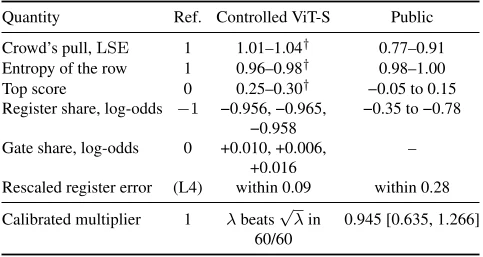 Quantity Ref. Controlled ViT-S Public
Crowd's pull, LSE 1 1.01–1.04† 0.77–0.91
Entropy of the row 1 0.96–0.98† 0.98–1.00
Top score 0 0.25–0.30† −0.05 to 0.15
Register share, log-odds −1 −0.956, −0.965, −0.35 to −0.78
−0.958
Gate share, log-odds 0 +0.010, +0.006, –
+0.016
Rescaled register error (L4) within 0.09 within 0.28
Calibrated multiplier 1 λ beats √λ in 0.945 [0.635, 1.266]
60/60